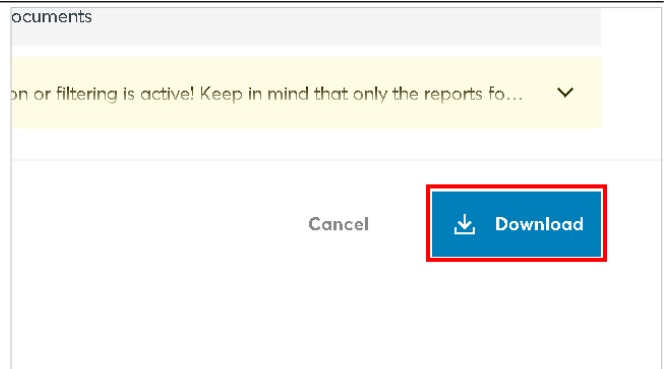 ocuments
on or filtering is active! Keep in mind that only the reports fo...
Cancel
Download